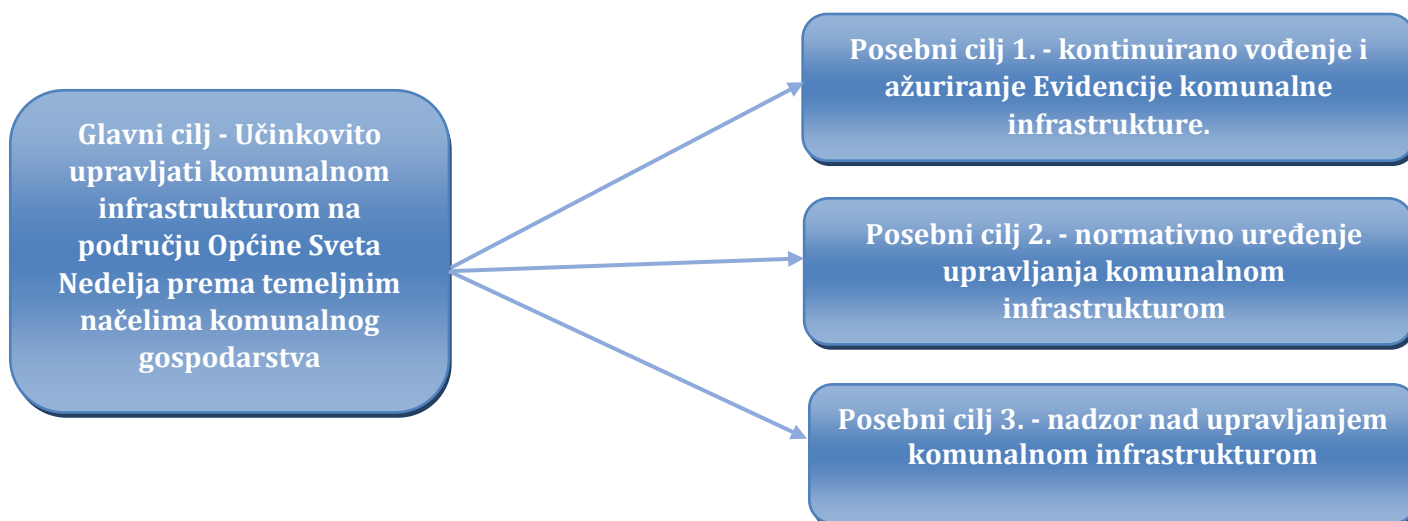 Glavni cilj - Učinkovito
upravljati komunalnom
infrastrukturom na
području Općine Sveta
Nedelja prema temeljnim
načelima komunalnog
gospodarstva
Posebni cilj 1. - kontinuirano vođenje i
ažuriranje Evidencije komunalne
infrastrukture.
Posebni cilj 2. - normativno uređenje
upravljanja komunalnom
infrastrukturom
Posebni cilj 3. - nadzor nad upravljanjem
komunalnom infrastrukturom